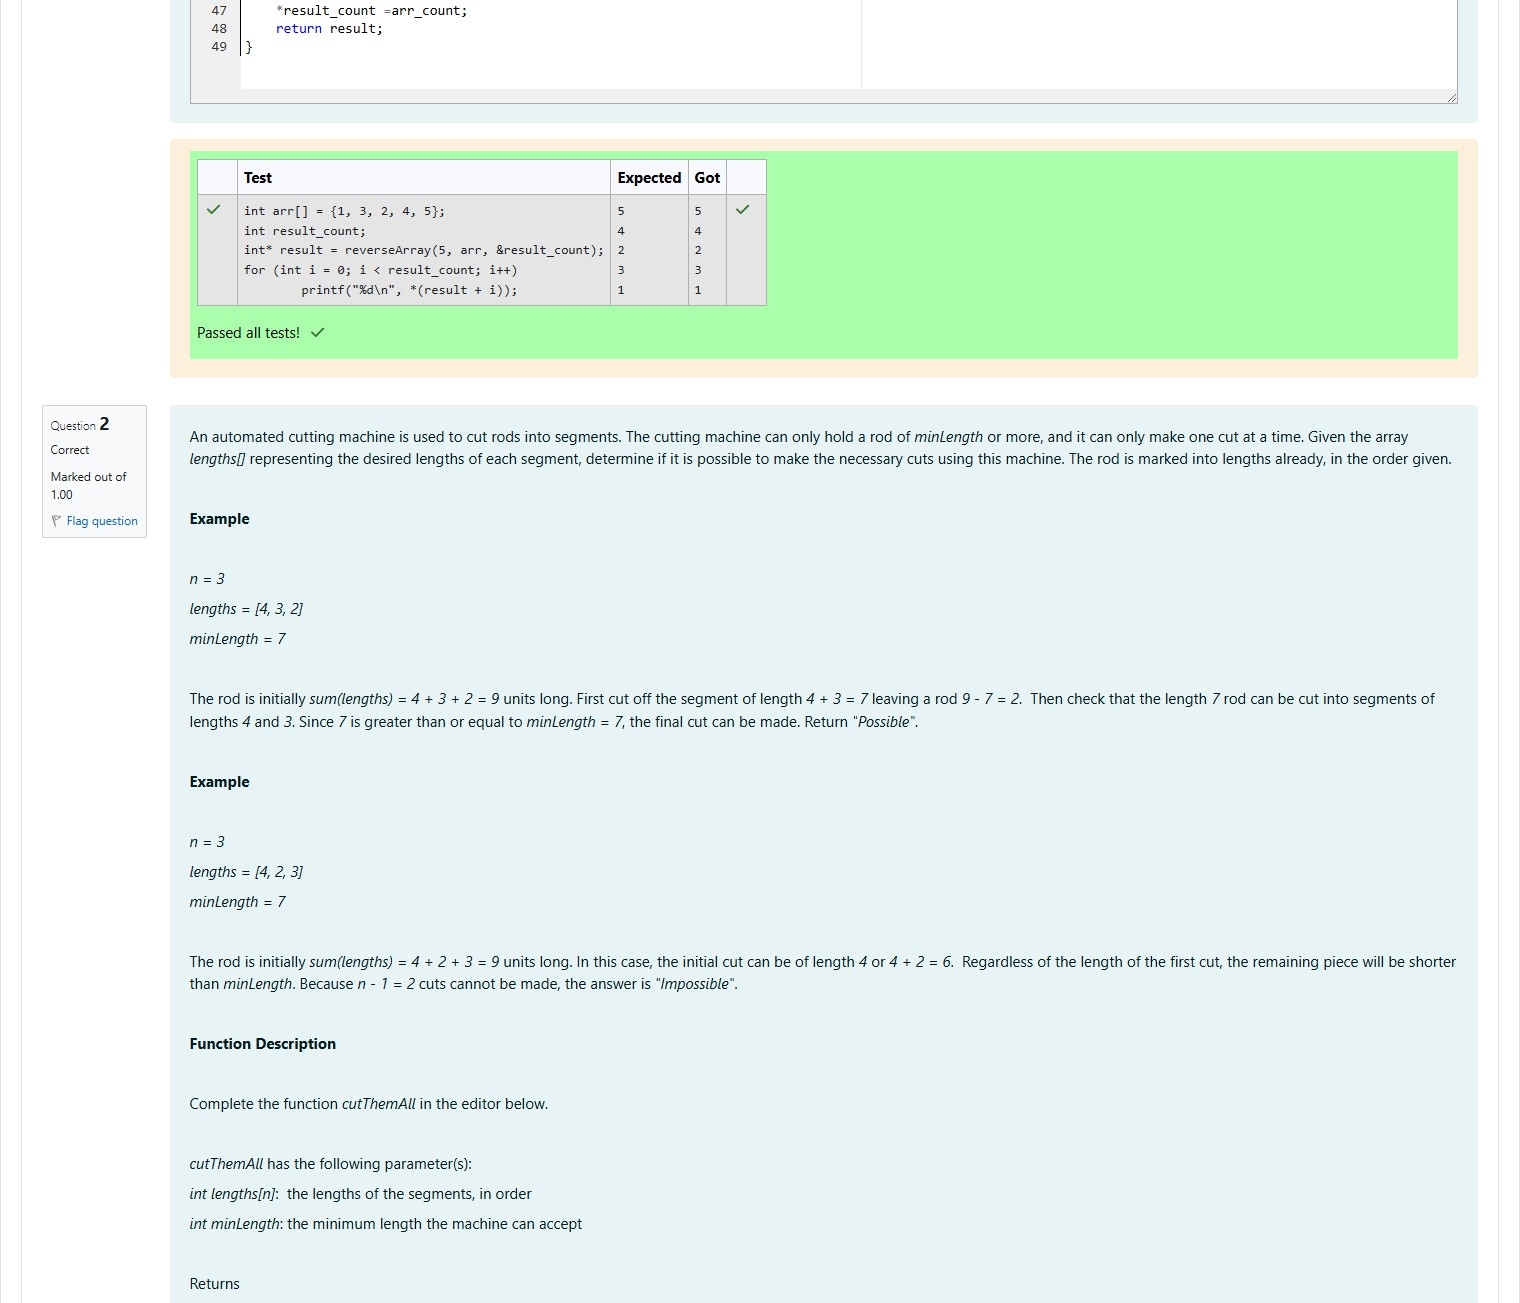 47 *result_count =arr_count;
48 return result;
49 }
Test Expected Got
int arr[] = {1, 3, 2, 4, 5}; 5 5
int result_count; 4 4
int* result = reverseArray(5, arr, &result_count); 2 2
for (int i = 0; i < result_count; i++) 3 3
printf("%d\n", *(result + i)); 1 1
Passed all tests!
Question 2
Correct
Marked out of
1.00
Flag question
An automated cutting machine is used to cut rods into segments. The cutting machine can only hold a rod of minLength or more, and it can only make one cut at a time. Given the array
lengths[] representing the desired lengths of each segment, determine if it is possible to make the necessary cuts using this machine. The rod is marked into lengths already, in the order given.
Example
n = 3
lengths = [4, 3, 2]
minLength = 7
The rod is initially sum(lengths) = 4 + 3 + 2 = 9 units long. First cut off the segment of length 4 + 3 = 7 leaving a rod 9 - 7 = 2. Then check that the length 7 rod can be cut into segments of
lengths 4 and 3. Since 7 is greater than or equal to minLength = 7, the final cut can be made. Return "Possible".
Example
n = 3
lengths = [4, 2, 3]
minLength = 7
The rod is initially sum(lengths) = 4 + 2 + 3 = 9 units long. In this case, the initial cut can be of length 4 or 4 + 2 = 6. Regardless of the length of the first cut, the remaining piece will be shorter
than minLength. Because n - 1 = 2 cuts cannot be made, the answer is "Impossible".
Function Description
Complete the function cutThemAll in the editor below.
cutThemAll has the following parameter(s):
int lengths[n]: the lengths of the segments, in order
int minLength: the minimum length the machine can accept
Returns